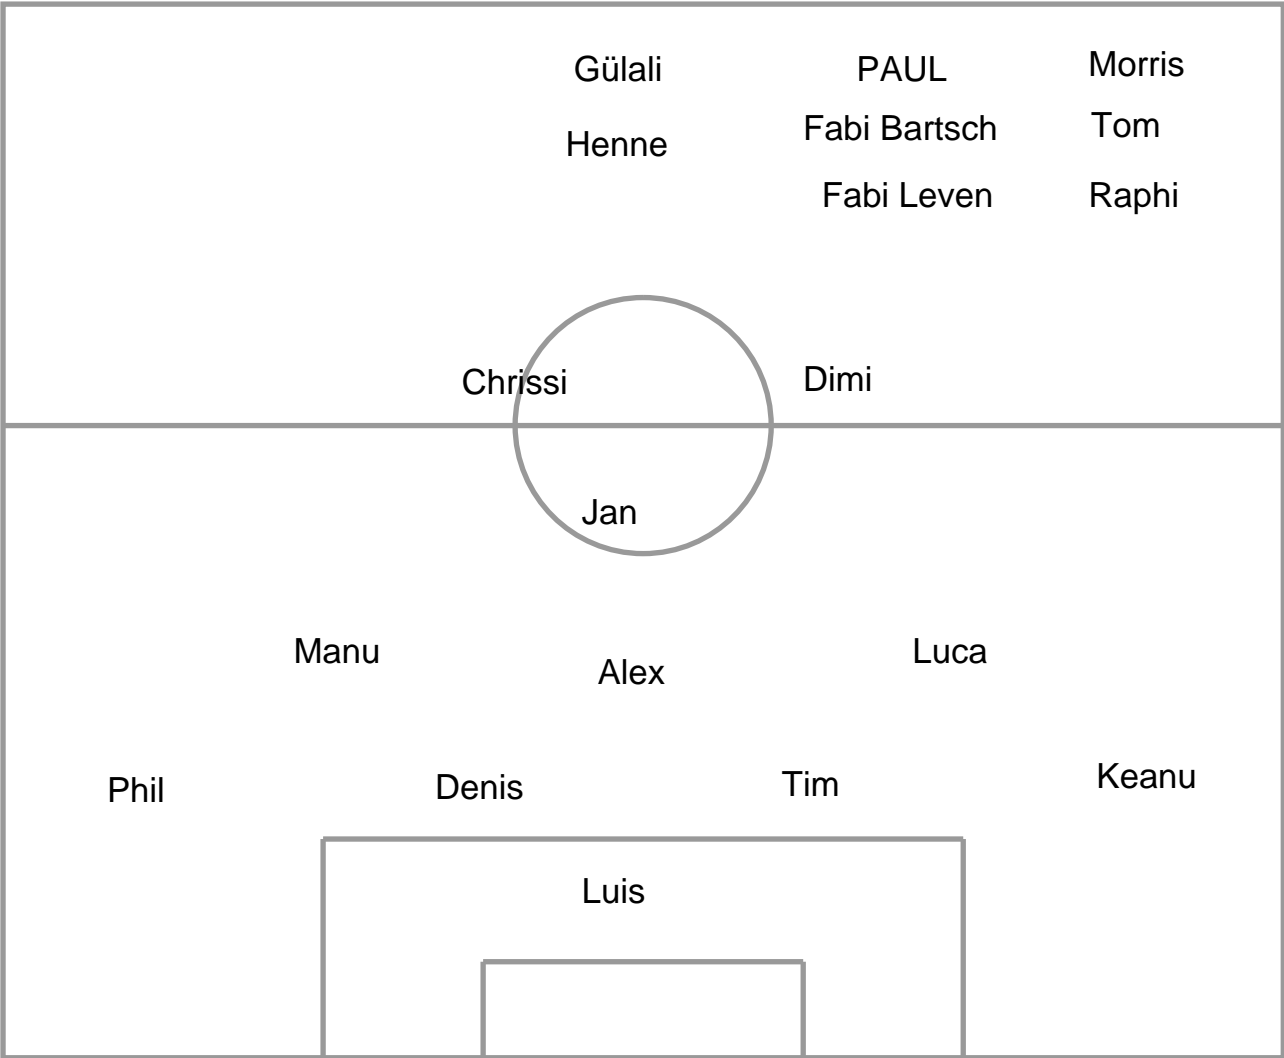 Gülali
PAUL
Morris
Henne
Fabi Bartsch
Tom
Fabi Leven
Raphi
Chrissi
Dimi
Jan
Manu
Alex
Luca
Phil
Denis
Tim
Keanu
Luis